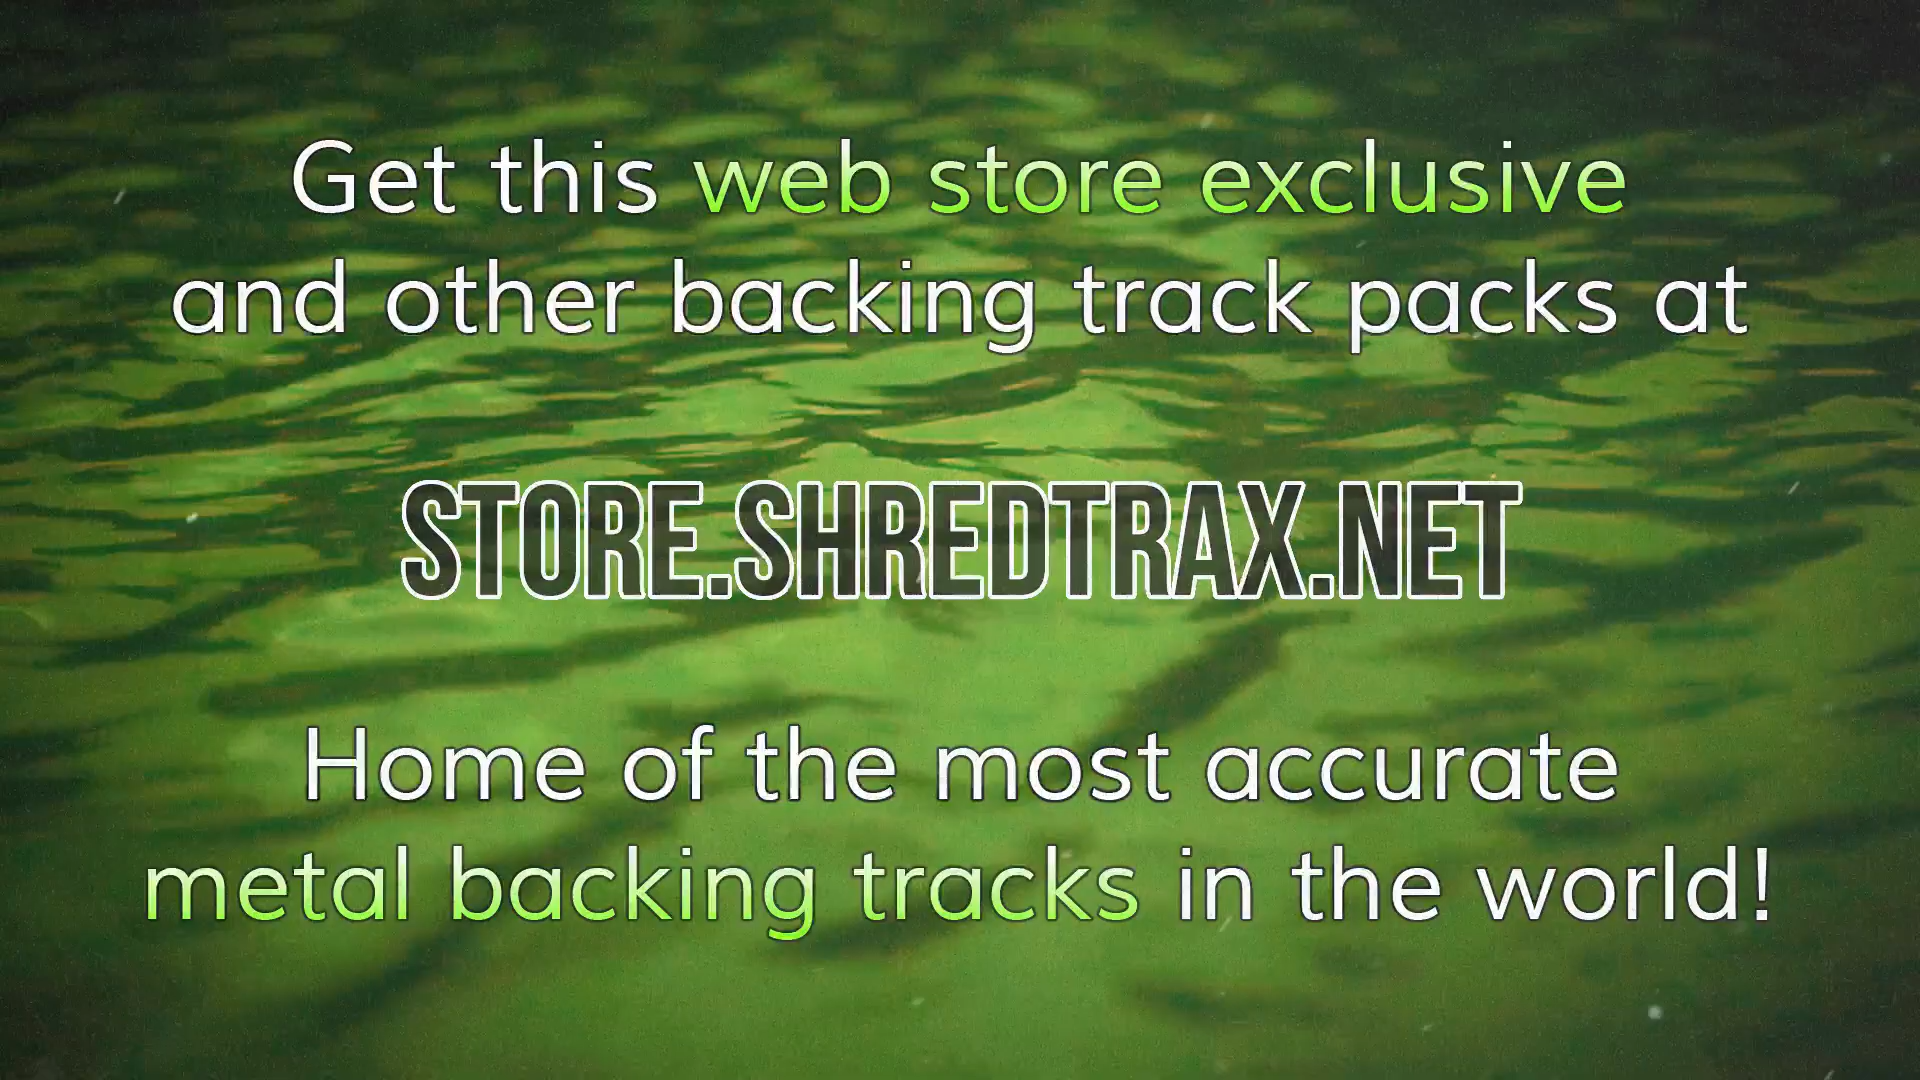 Get this web store exclusive
and other backing track packs at
STORE.SHREDTRAX.NET
Home of the most accurate
metal backing tracks in the world!